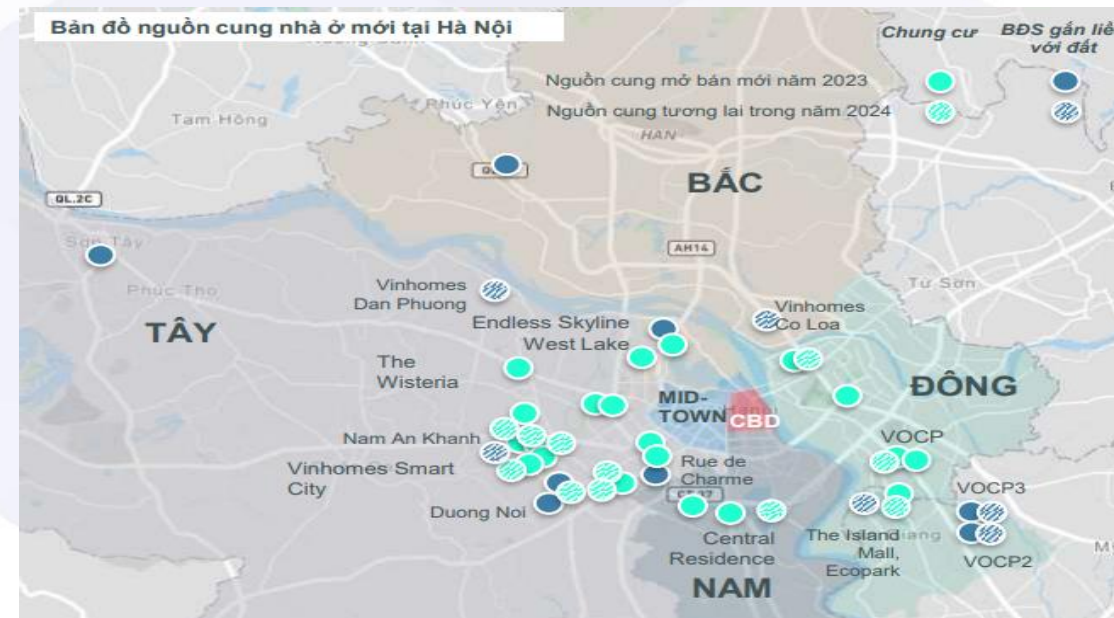 Bản đồ nguồn cung nhà ở mới tại Hà Nội
Chung cư
BĐS gắn liề
với đất
Nguồn cung mở bán mới năm 2023
Nguồn cung tương lai trong năm 2024
Phúc Yên
Tam Hông
HAN
BẮC
QL.2C
Sơn Tây
AH14
Phuc Tho
Từ Sơn
Vinhomes
Dan Phuong
Vinhomes
Co Loa
TÂY
Endless Skyline
West Lake
The
Wisteria
ĐÔNG
MID-
TOWN
CBD
Nam An Khanh
VOCP
Vinhomes Smart
City
Rue de
Charme
VOCP3
Duong Noi
Central
Residence
The Island
Mall,
Ecopark
VOCP2
NAM